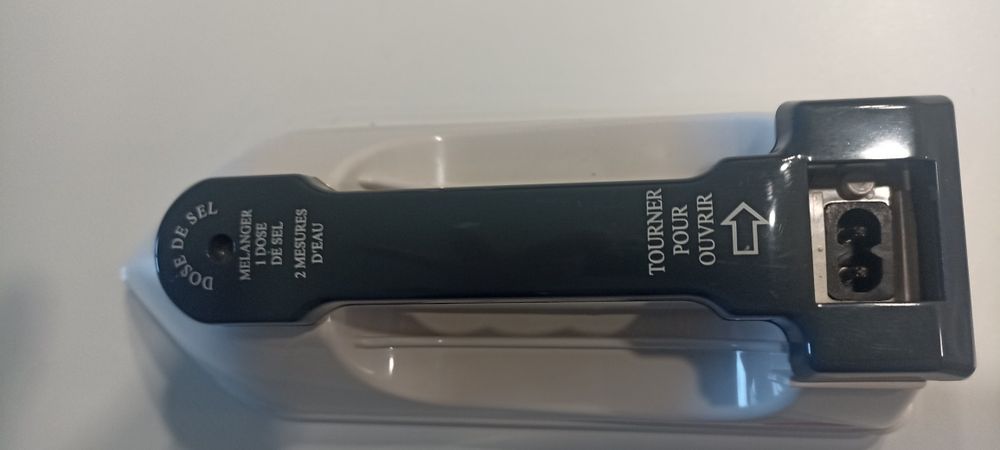 DOSE DE SEL
MELANGER
1 DOSE
DE SEL
2 MESURES
D'EAU
TOURNER
POUR
OUVRIR